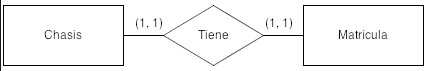 Chasis (1, 1) Tiene (1, 1) Matricula